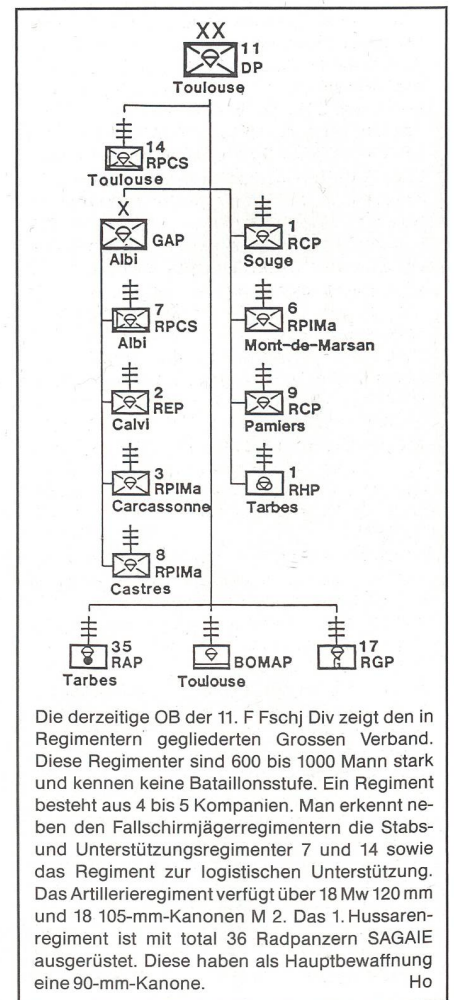 XX
11
DP
Toulouse
14
RPCS
Toulouse
X
GAP
Albi
1
RCP
Souge
7
RPCS
Albi
6
RPIMa
Mont-de-Marsan
2
REP
Calvi
9
RCP
Pamiers
3
RPIMa
Carcassonne
1
RHP
Tarbes
8
RPIMa
Castres
35
RAP
Tarbes
BOMAP
Toulouse
17
RGP
Die derzeitige OB der 11. F Fschj Div zeigt den in
Regimentern gegliederten Grossen Verband.
Diese Regimenter sind 600 bis 1000 Mann stark
und kennen keine Bataillonsstufe. Ein Regiment
besteht aus 4 bis 5 Kompanien. Man erkennt ne-
ben den Fallschirmjägerregimentern die Stabs-
und Unterstützungsregimenter 7 und 14 sowie
das Regiment zur logistischen Unterstützung.
Das Artillerieregiment verfügt über 18 Mw 120 mm
und 18 105-mm-Kanonen M 2. Das 1. Husaren-
regiment ist mit total 36 Radpanzern SAGAIE
ausgerüstet. Diese haben als Hauptbewaffnung
eine 90-mm-Kanone. Ho